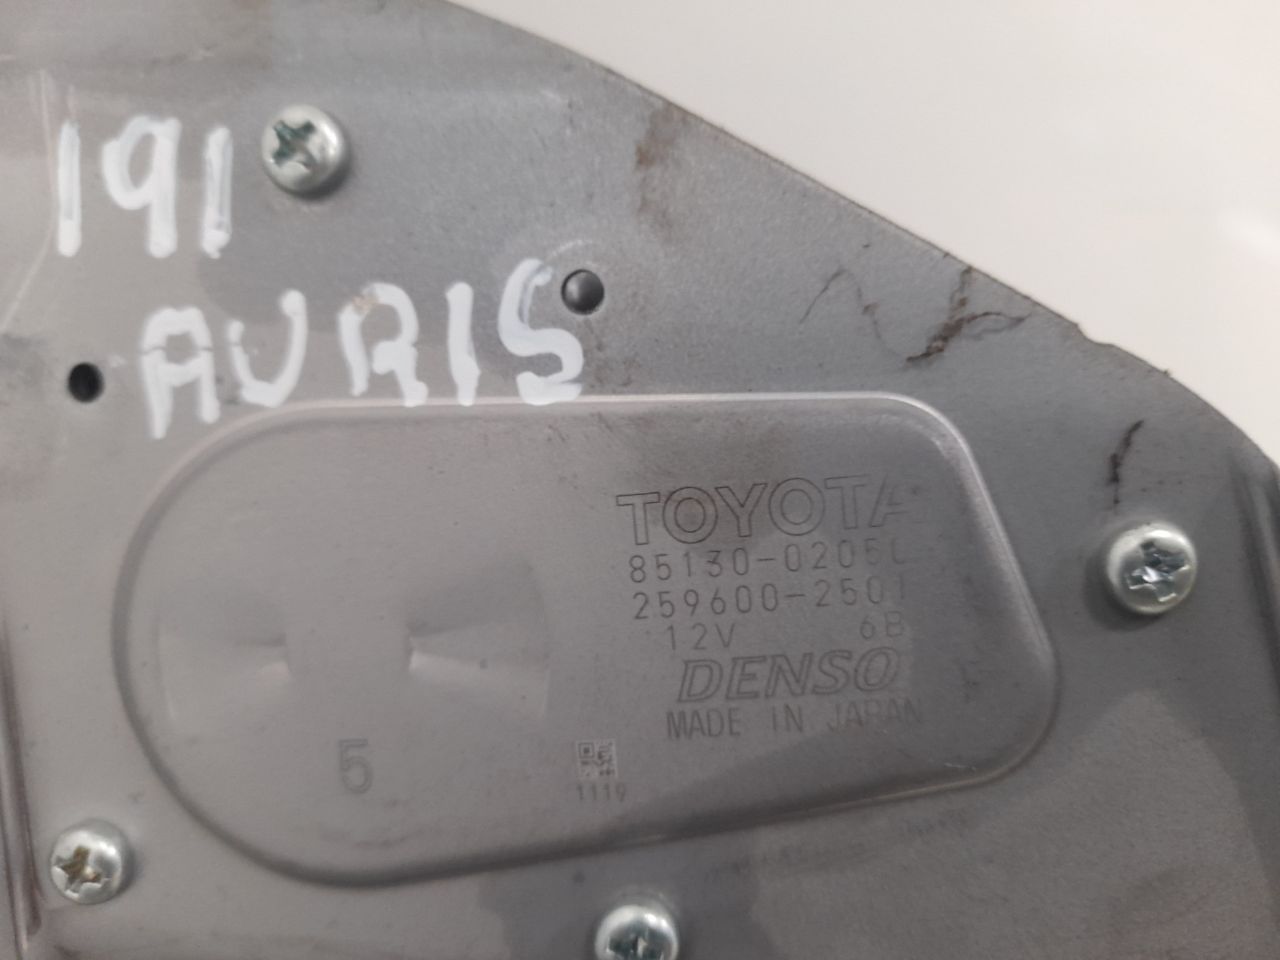 191
AURIS
TOYOTA
85130-02050
259600-2501
12V 6B
DENSO
MADE IN JAPAN
5
1119